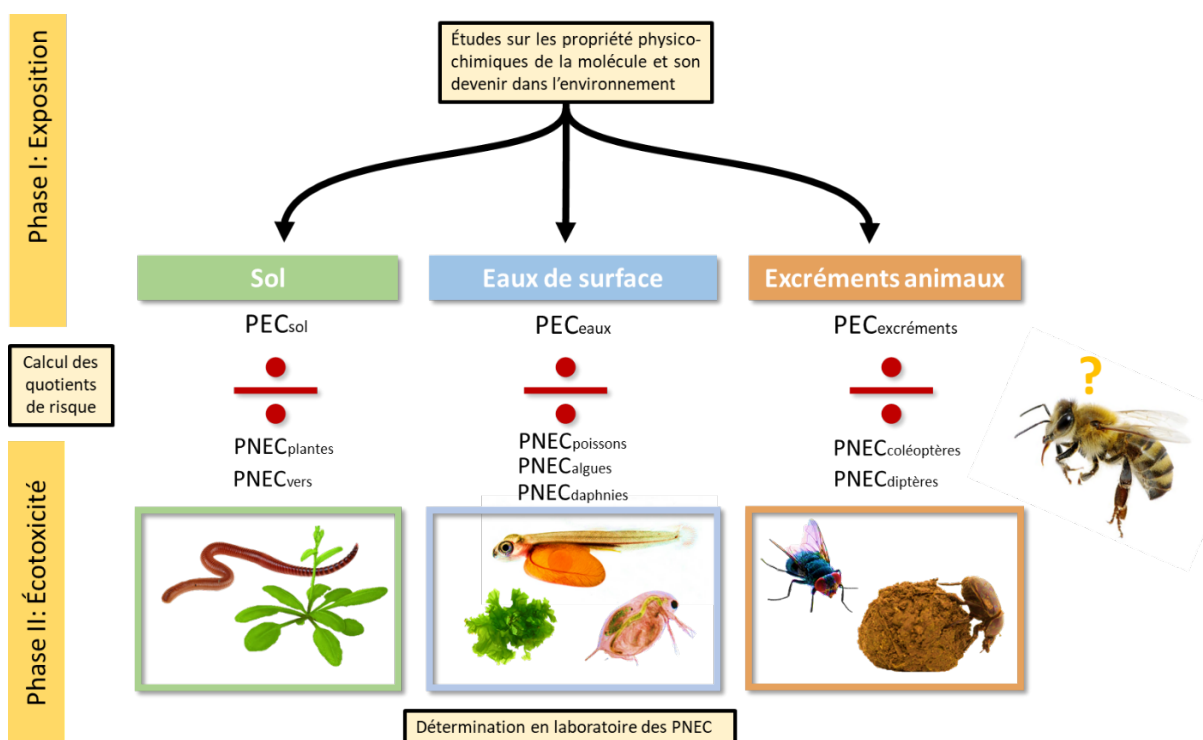 Phase I: Exposition
Études sur les propriété physico-
chimiques de la molécule et son
devenir dans l'environnement
Sol
Eaux de surface
Excréments animaux
PECsol
PECeaux
PECexcréments
Calcul des
quotients
de risque
?
Phase II: Écotoxicité
PNECplantes
PNECvers
PNECpoissons
PNECalgues
PNECdaphnies
PNECcoléoptères
PNECdiptères
Détermination en laboratoire des PNEC